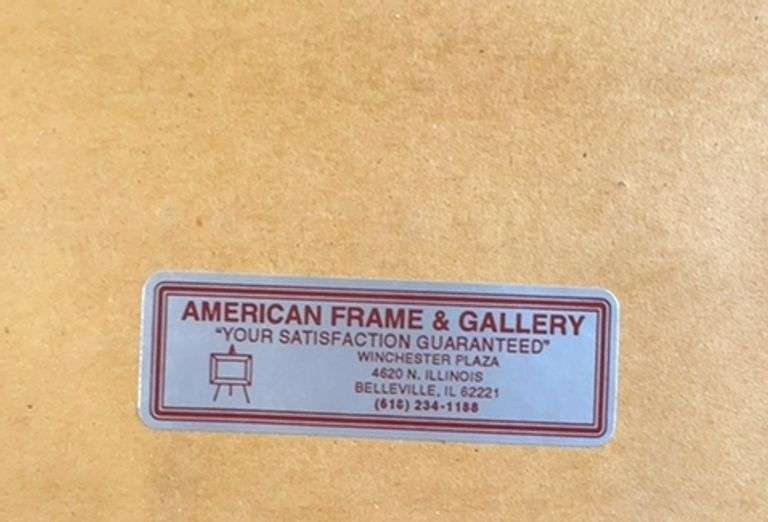 AMERICAN FRAME & GALLERY
"YOUR SATISFACTION GUARANTEED"
WINCHESTER PLAZA
4620 N. ILLINOIS
BELLEVILLE, IL 62221
(618) 234-1188